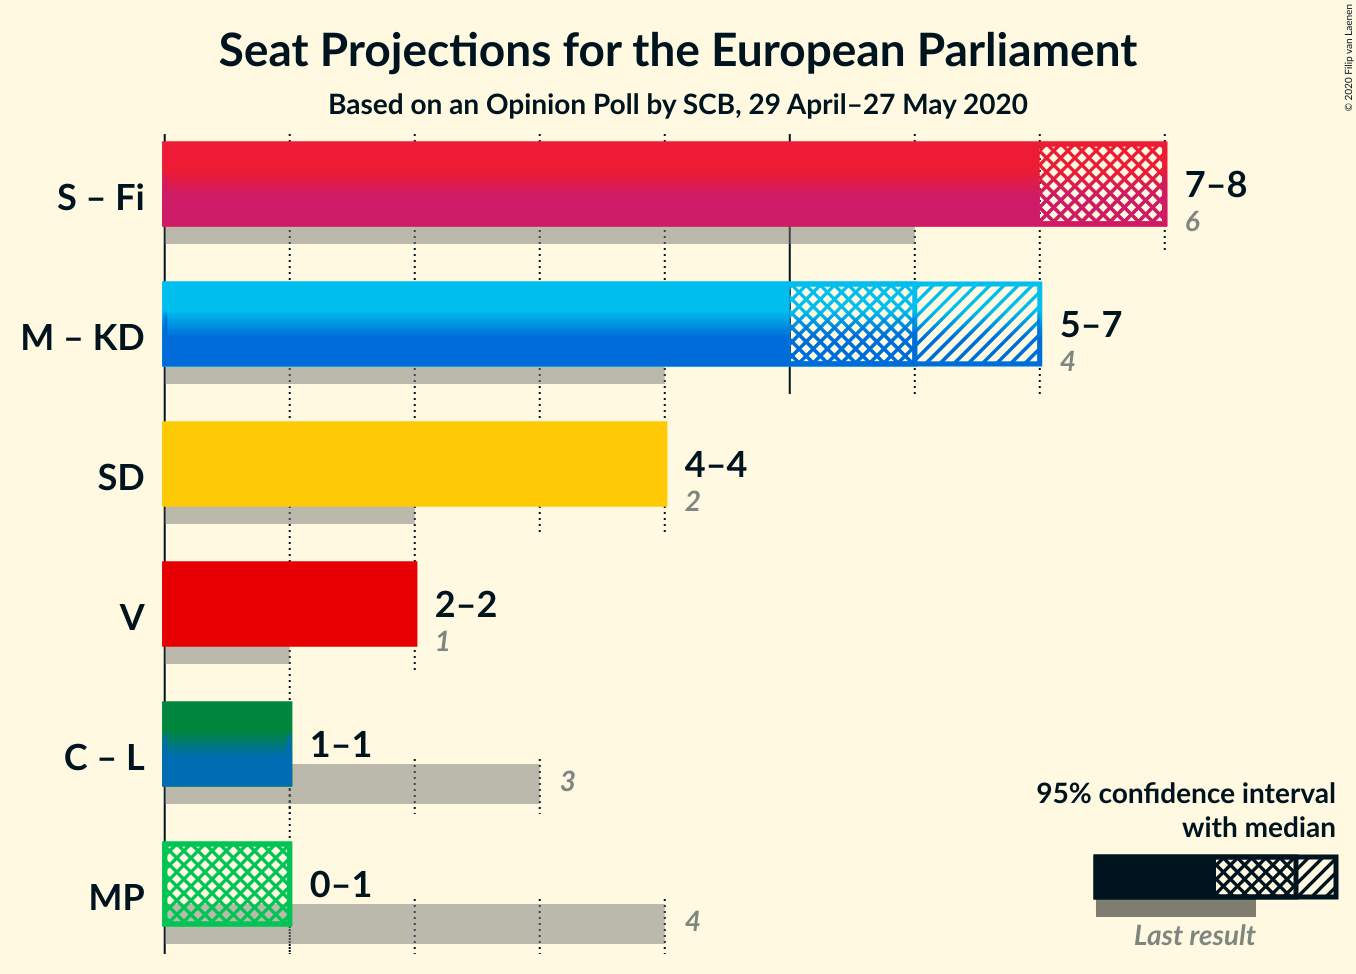 Seat Projections for the European Parliament
Based on an Opinion Poll by SCB, 29 April–27 May 2020
© 2020 Filip van Laenen
S – Fi
7–8
6
M – KD
5–7
4
SD
4–4
2
V
2–2
1
C – L
1–1
3
MP
0–1
4
95% confidence interval
with median
Last result